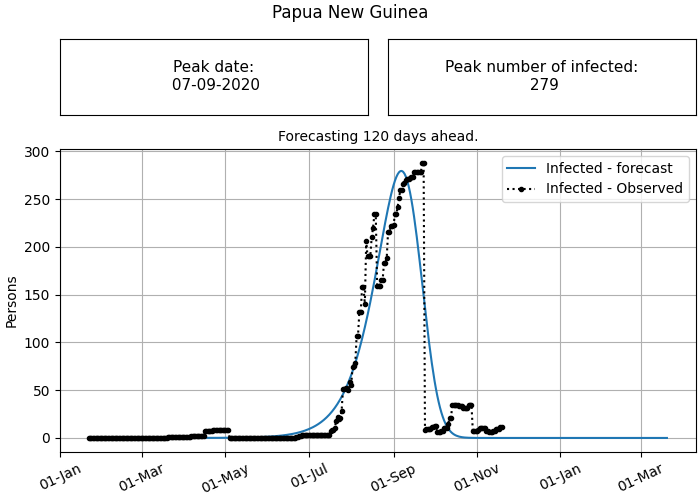 Papua New Guinea
Peak date:
07-09-2020
Peak number of infected:
279
Forecasting 120 days ahead.
Infected - forecast
Infected - Observed
Persons
300
250
200
150
100
50
0
01-Jan
01-Mar
01-May
01-Jul
01-Sep
01-Nov
01-Jan
01-Mar